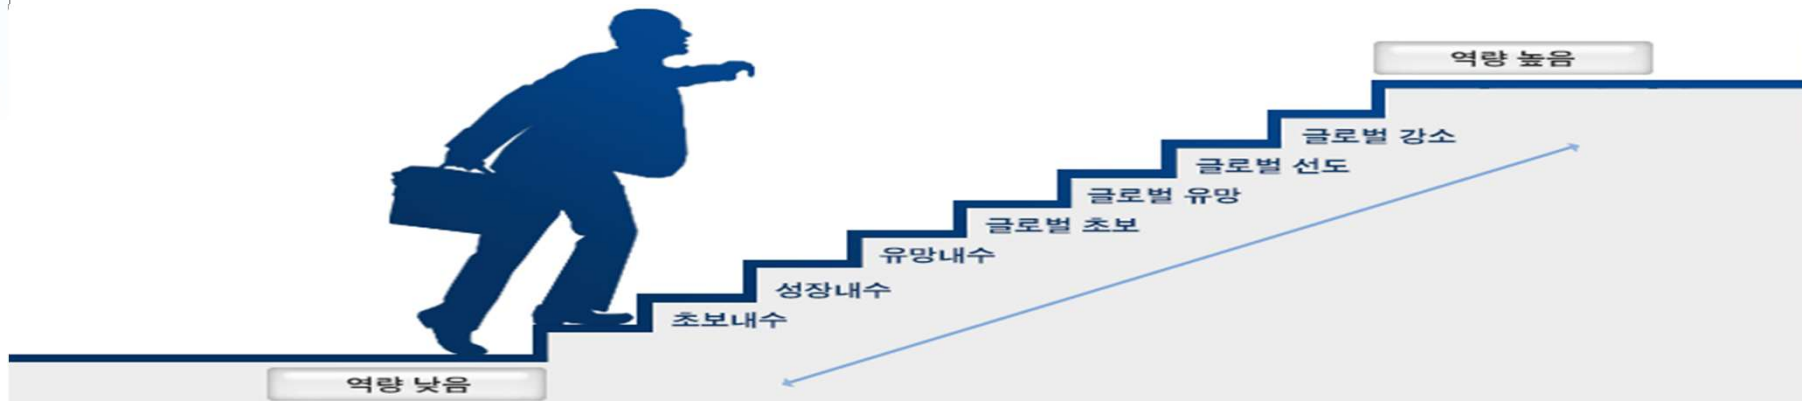 역량 높음
글로벌 강소
글로벌 선도
글로벌 유망
글로벌 초보
유망내수
성장내수
초보내수
역량 낮음